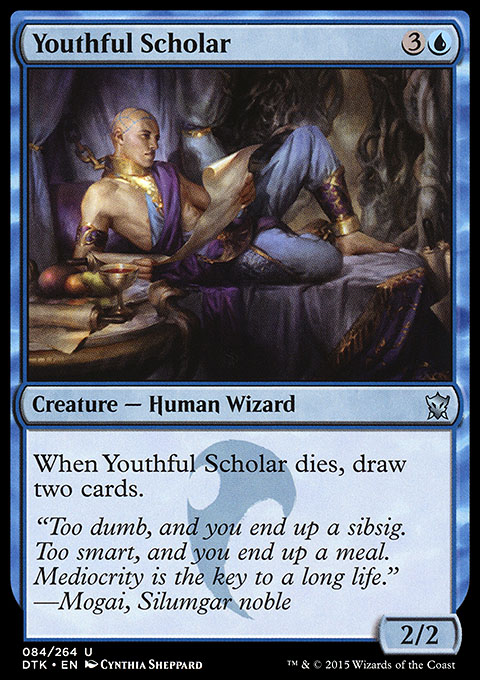 Youthful Scholar 3
Creature — Human Wizard
When Youthful Scholar dies, draw
two cards.
“Too dumb, and you end up a sibsig.
Too smart, and you end up a meal.
Mediocrity is the key to a long life.”
—Mogai, Silumgar noble
2/2
084/264 U
DTK • EN Cynthia Sheppard
™ & © 2015 Wizards of the Coast